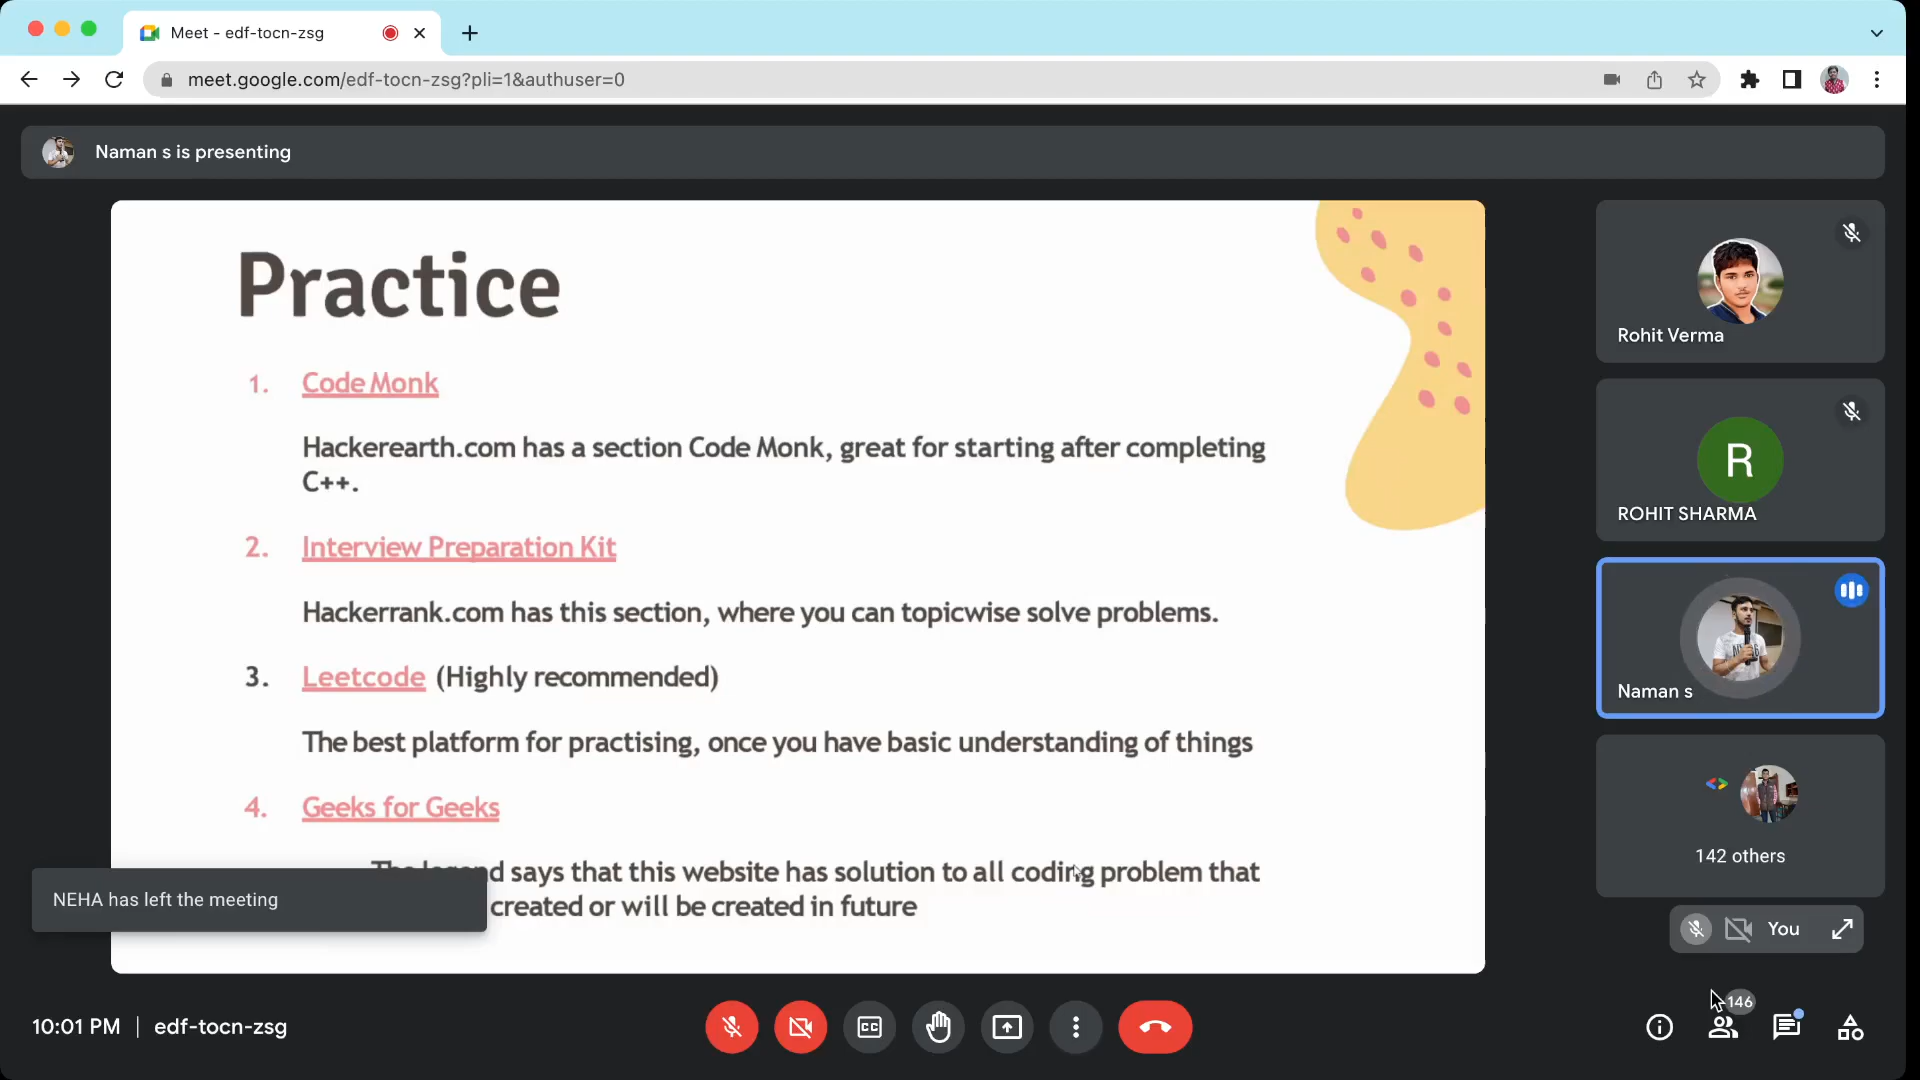 Meet - edf-tocn-zsg
meet.google.com/edf-tocn-zsg?pli=1&authuser=0
Naman s is presenting
Practice
1. Code Monk
Hackerearth.com has a section Code Monk, great for starting after completing
C++.
2. Interview Preparation Kit
Hackerrank.com has this section, where you can topicwise solve problems.
3. Leetcode (Highly recommended)
The best platform for practising, once you have basic understanding of things
4. Geeks for Geeks
The legend says that this website has solution to all coding problem that
created or will be created in future
NEHA has left the meeting
Rohit Verma
R
ROHIT SHARMA
Naman s
142 others
You
10:01 PM | edf-tocn-zsg
CC
146